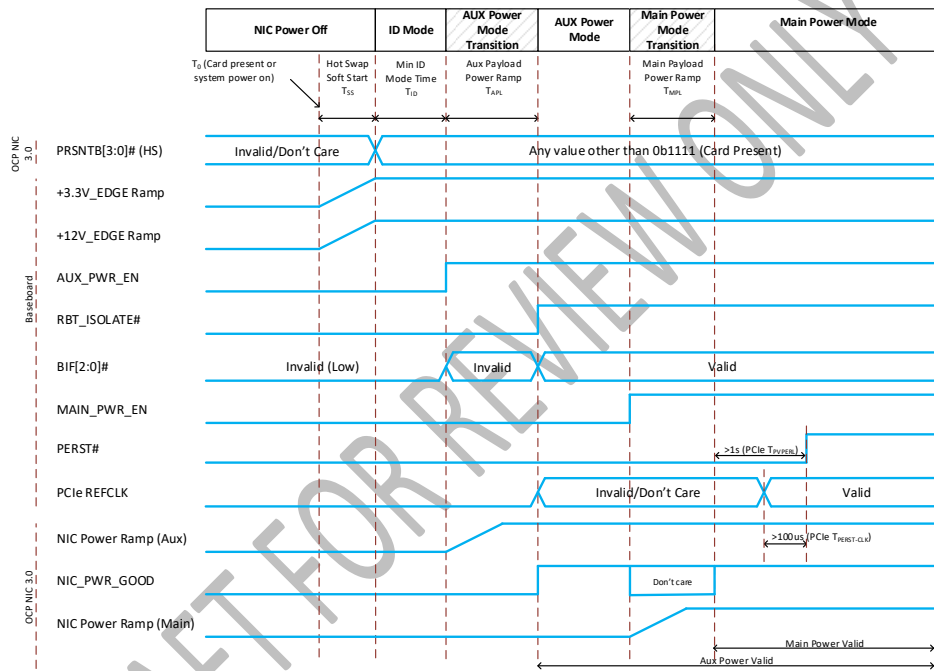 NIC Power Off
ID Mode
AUX Power
Mode
Transition
AUX Power
Mode
Main Power
Mode
Transition
Main Power Mode
T0 (Card present or
system power on)
Hot Swap
Soft Start
TSS
Min ID
Mode Time
TID
Aux Payload
Power Ramp
TAPL
Main Payload
Power Ramp
TMPL
OCP NIC
3.0
PRSNTB[3:0]# (HS)
Invalid/Don't Care
Any value other than 0b1111 (Card Present)
+3.3V_EDGE Ramp
+12V_EDGE Ramp
Baseboard
AUX_PWR_EN
RBT_ISOLATE#
BIF[2:0]#
Invalid (Low)
Invalid
Valid
MAIN_PWR_EN
PERST#
>1s (PCIe TPVPERL)
PCIe REFCLK
Invalid/Don't Care
Valid
NIC Power Ramp (Aux)
>100us (PCIe TPERST-CLK)
OCP NIC 3.0
NIC_PWR_GOOD
Don't care
NIC Power Ramp (Main)
Main Power Valid
Aux Power Valid
FOR REVIEW ONLY